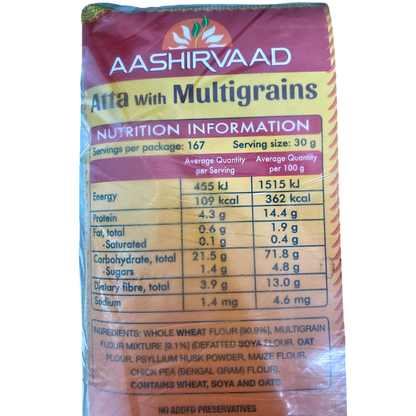 AASHIRVAAD
Atta With Multigrains
NUTRITION INFORMATION
Servings per package: 167 Serving size: 30 g
Average Quantity per Serving Average Quantity per 100 g
Energy 455 kJ 1515 kJ
109 kcal 362 kcal
Protein 4.3 g 14.4 g
Fat, total 0.6 g 1.9 g
-Saturated 0.1 g 0.4 g
Carbohydrate, total 21.5 g 71.8 g
-Sugars 1.4 g 4.8 g
Dietary fibre, total 3.9 g 13.0 g
Sodium 1.4 mg 4.6 mg
INGREDIENTS: WHOLE WHEAT FLOUR [90.9%], MULTIGRAIN
FLOUR MIXTURE [9.1%] (DEFATTED SOYA FLOUR, OAT
FLOUR, PSYLLIUM HUSK POWDER, MAIZE FLOUR,
CHICK PEA (BENGAL GRAM) FLOUR).
CONTAINS WHEAT, SOYA AND OATS
NO ADDED PRESERVATIVES